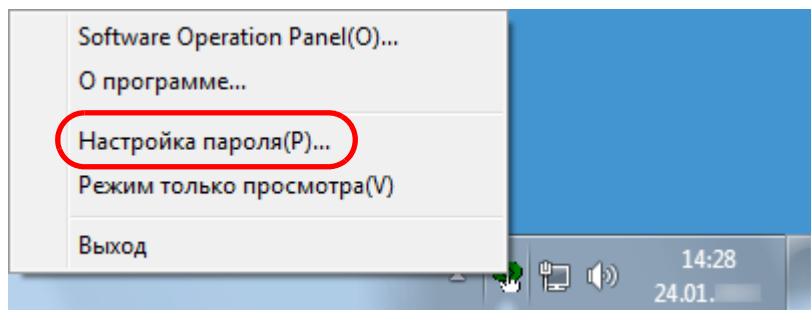 Software Operation Panel(O)...
О программе...
Настройка пароля(P)...
Режим только просмотра(V)
Выход
14:28
24.01.